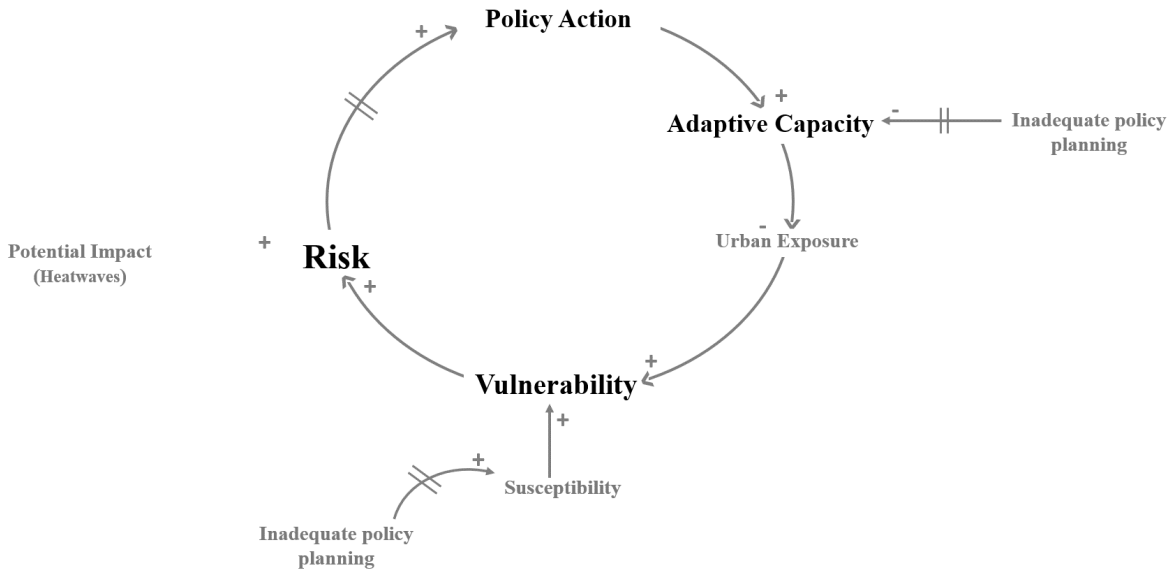 Policy Action
+
+
Adaptive Capacity
-
Inadequate policy
planning
-
Urban Exposure
Potential Impact
(Heatwaves)
+
Risk
+
+
Vulnerability
+
+
Susceptibility
Inadequate policy
planning